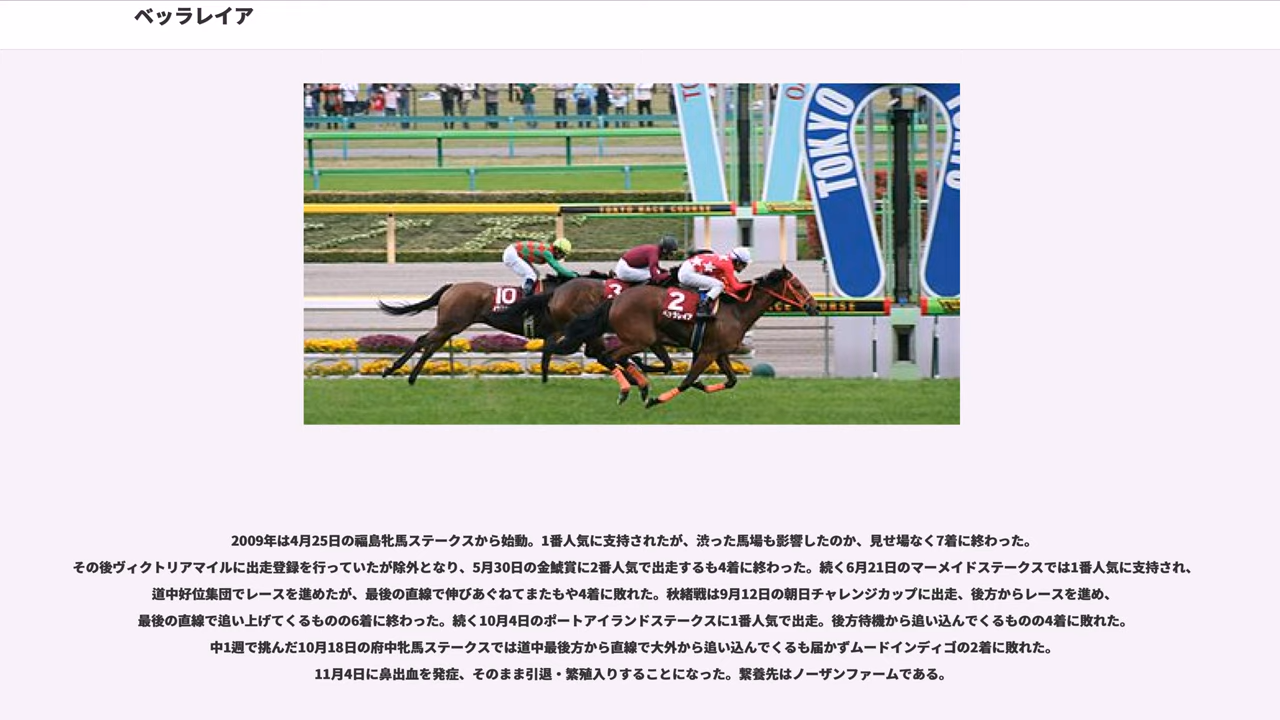 ベッラレイア
TOKYO
TOKYO RACE COURSE
10
3
2
ベッラレイア
2009年は4月25日の福島牝馬ステークスから始動。1番人気に支持されたが、渋った馬場も影響したのか、見せ場なく7着に終わった。
その後ヴィクトリアマイルに出走登録を行っていたが除外となり、5月30日の金鯱賞に2番人気で出走するも4着に終わった。続く6月21日のマーメイドステークスでは1番人気に支持され、
道中好位集団でレースを進めたが、最後の直線で伸びあぐねてまたもや4着に敗れた。秋緒戦は9月12日の朝日チャレンジカップに出走、後方からレースを進め、
最後の直線で追い上げてくるものの6着に終わった。続く10月4日のポートアイランドステークスに1番人気で出走。後方待機から追い込んでくるものの4着に敗れた。
中1週で挑んだ10月18日の府中牝馬ステークスでは道中最後方から直線で大外から追い込んでくるも届かずムードインディゴの2着に敗れた。
11月4日に鼻出血を発症、そのまま引退・繁殖入りすることになった。繋養先はノーザンファームである。